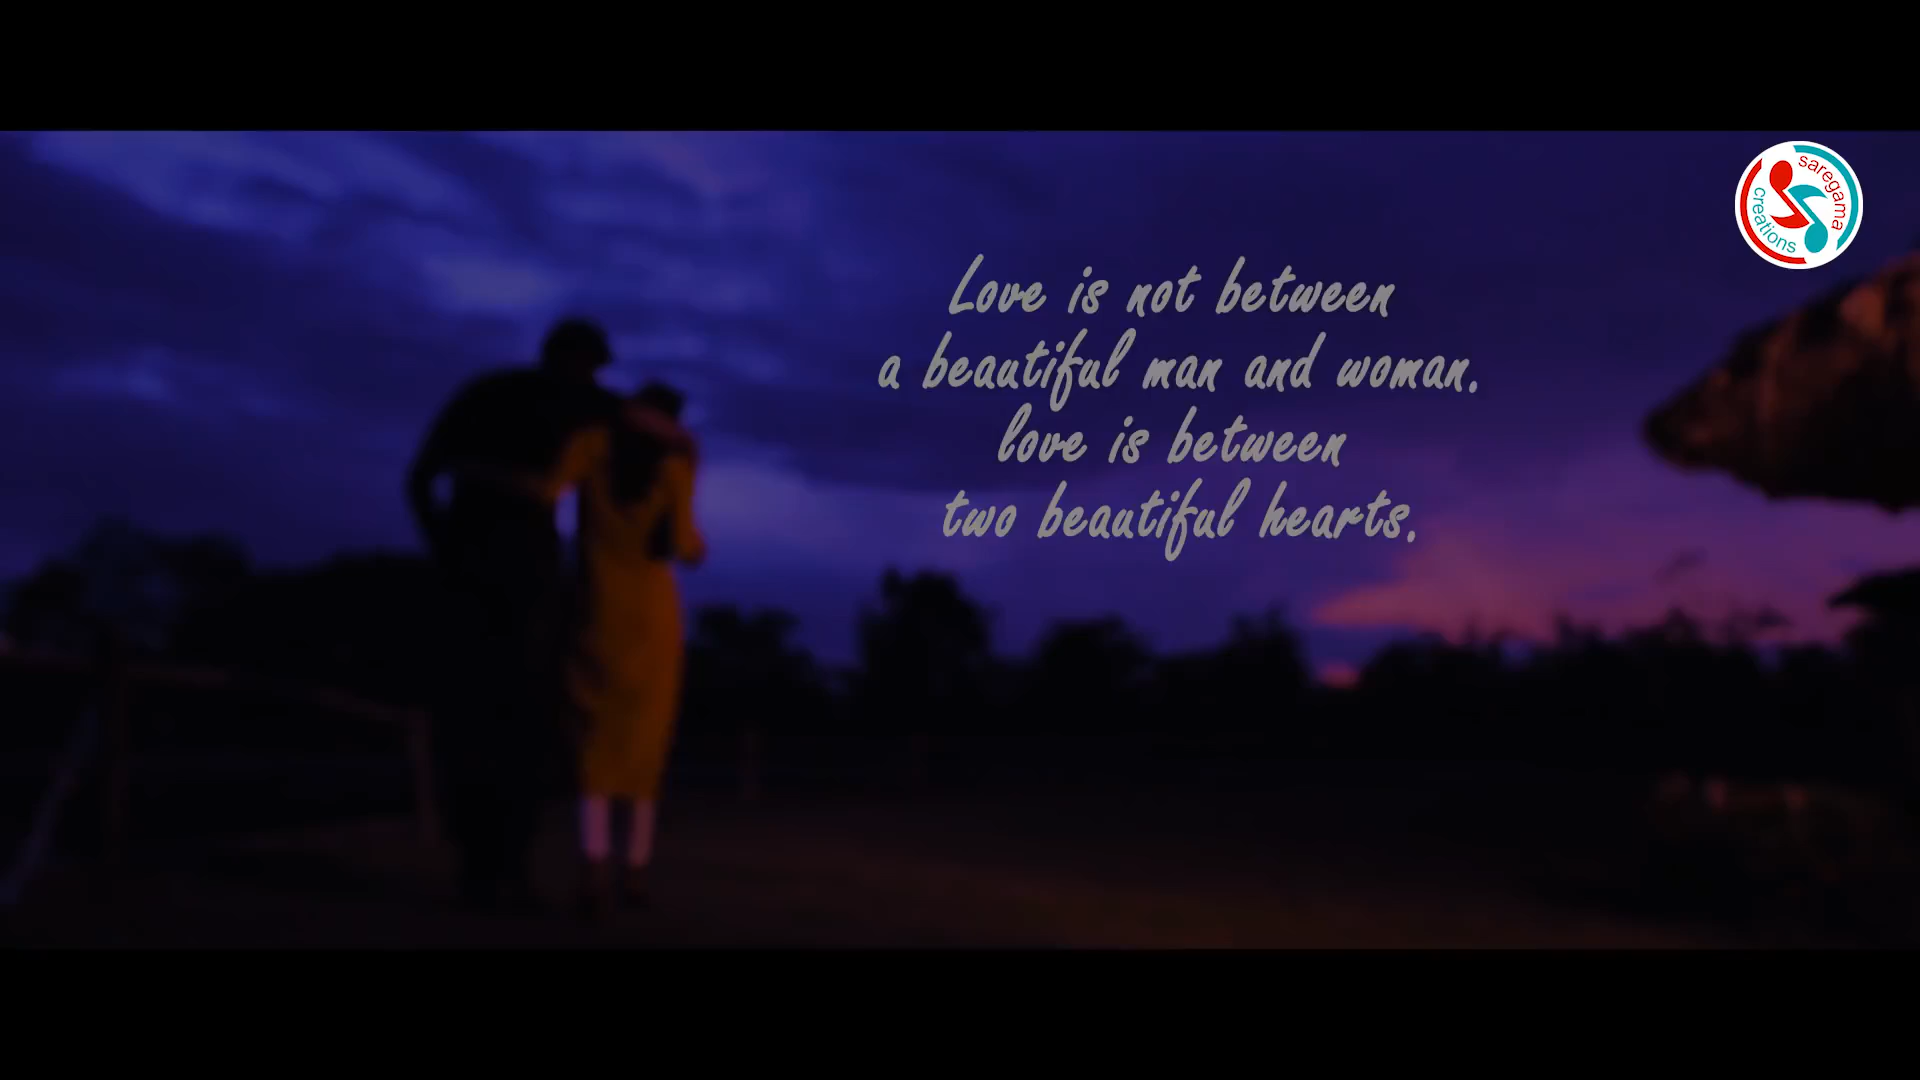 saregama
creations
Love is not between
a beautiful man and woman.
love is between
two beautiful hearts.